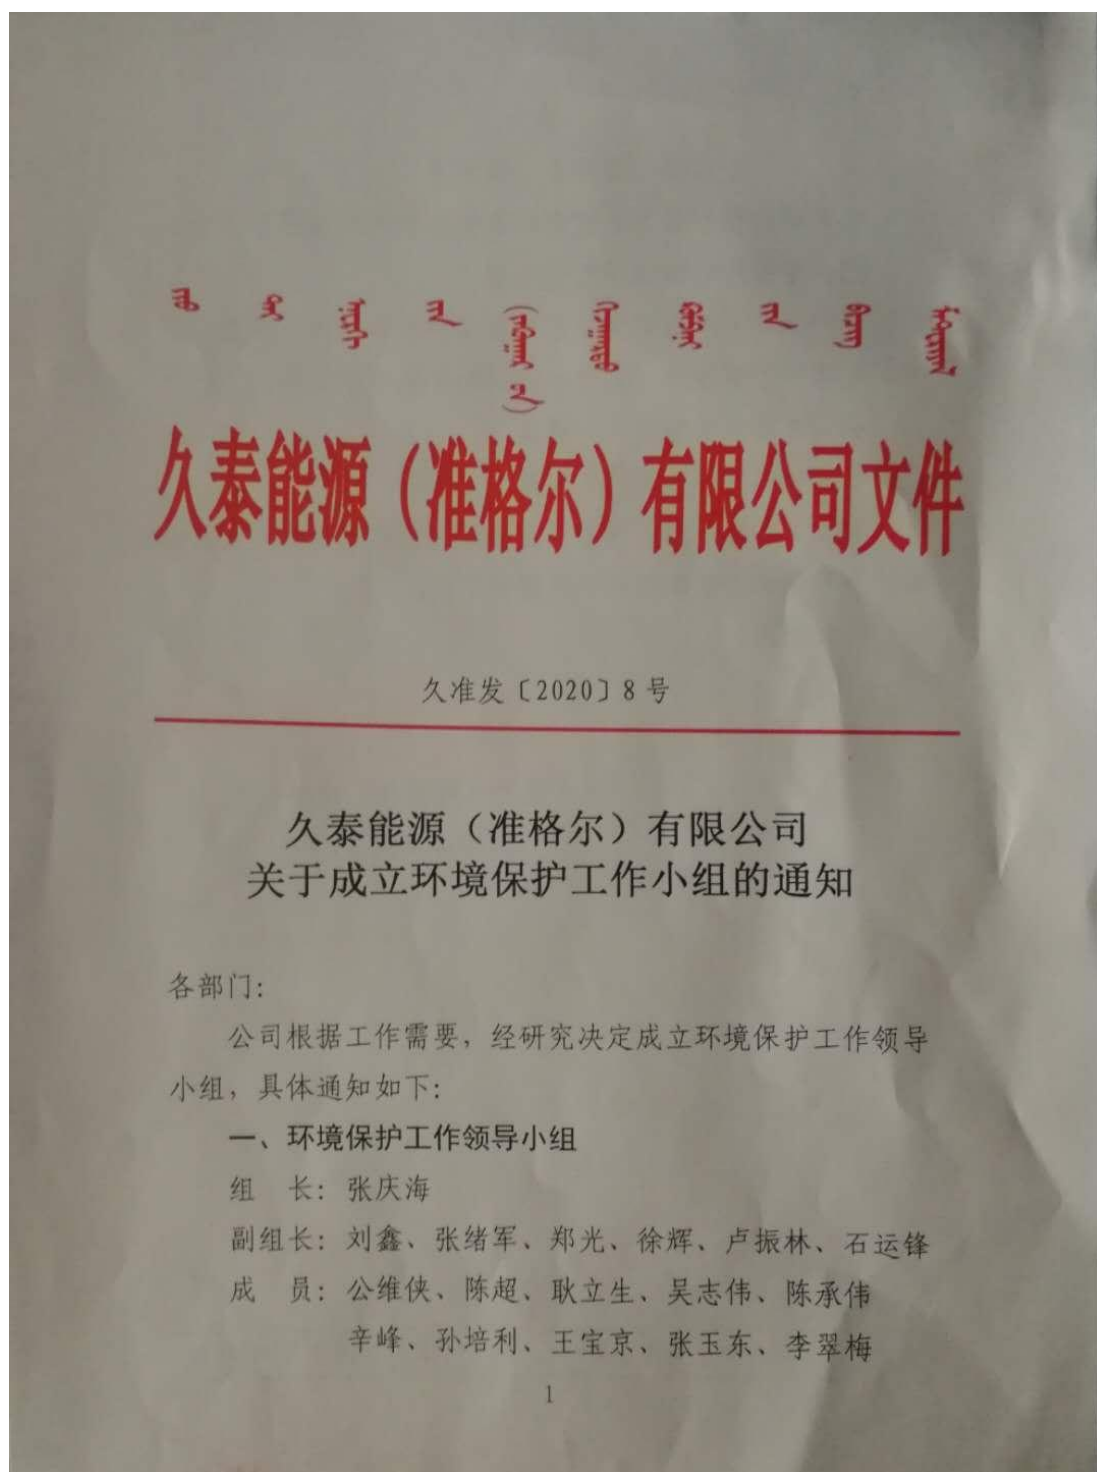 久泰能源（准格尔）有限公司文件
久准发〔2020〕8号
久泰能源（准格尔）有限公司
关于成立环境保护工作小组的通知
各部门：
公司根据工作需要，经研究决定成立环境保护工作领导
小组，具体通知如下：
一、环境保护工作领导小组
组　长：张庆海
副组长：刘鑫、张绪军、郑光、徐辉、卢振林、石运锋
成　员：公维侠、陈超、耿立生、吴志伟、陈承伟
辛峰、孙培利、王宝京、张玉东、李翠梅
1